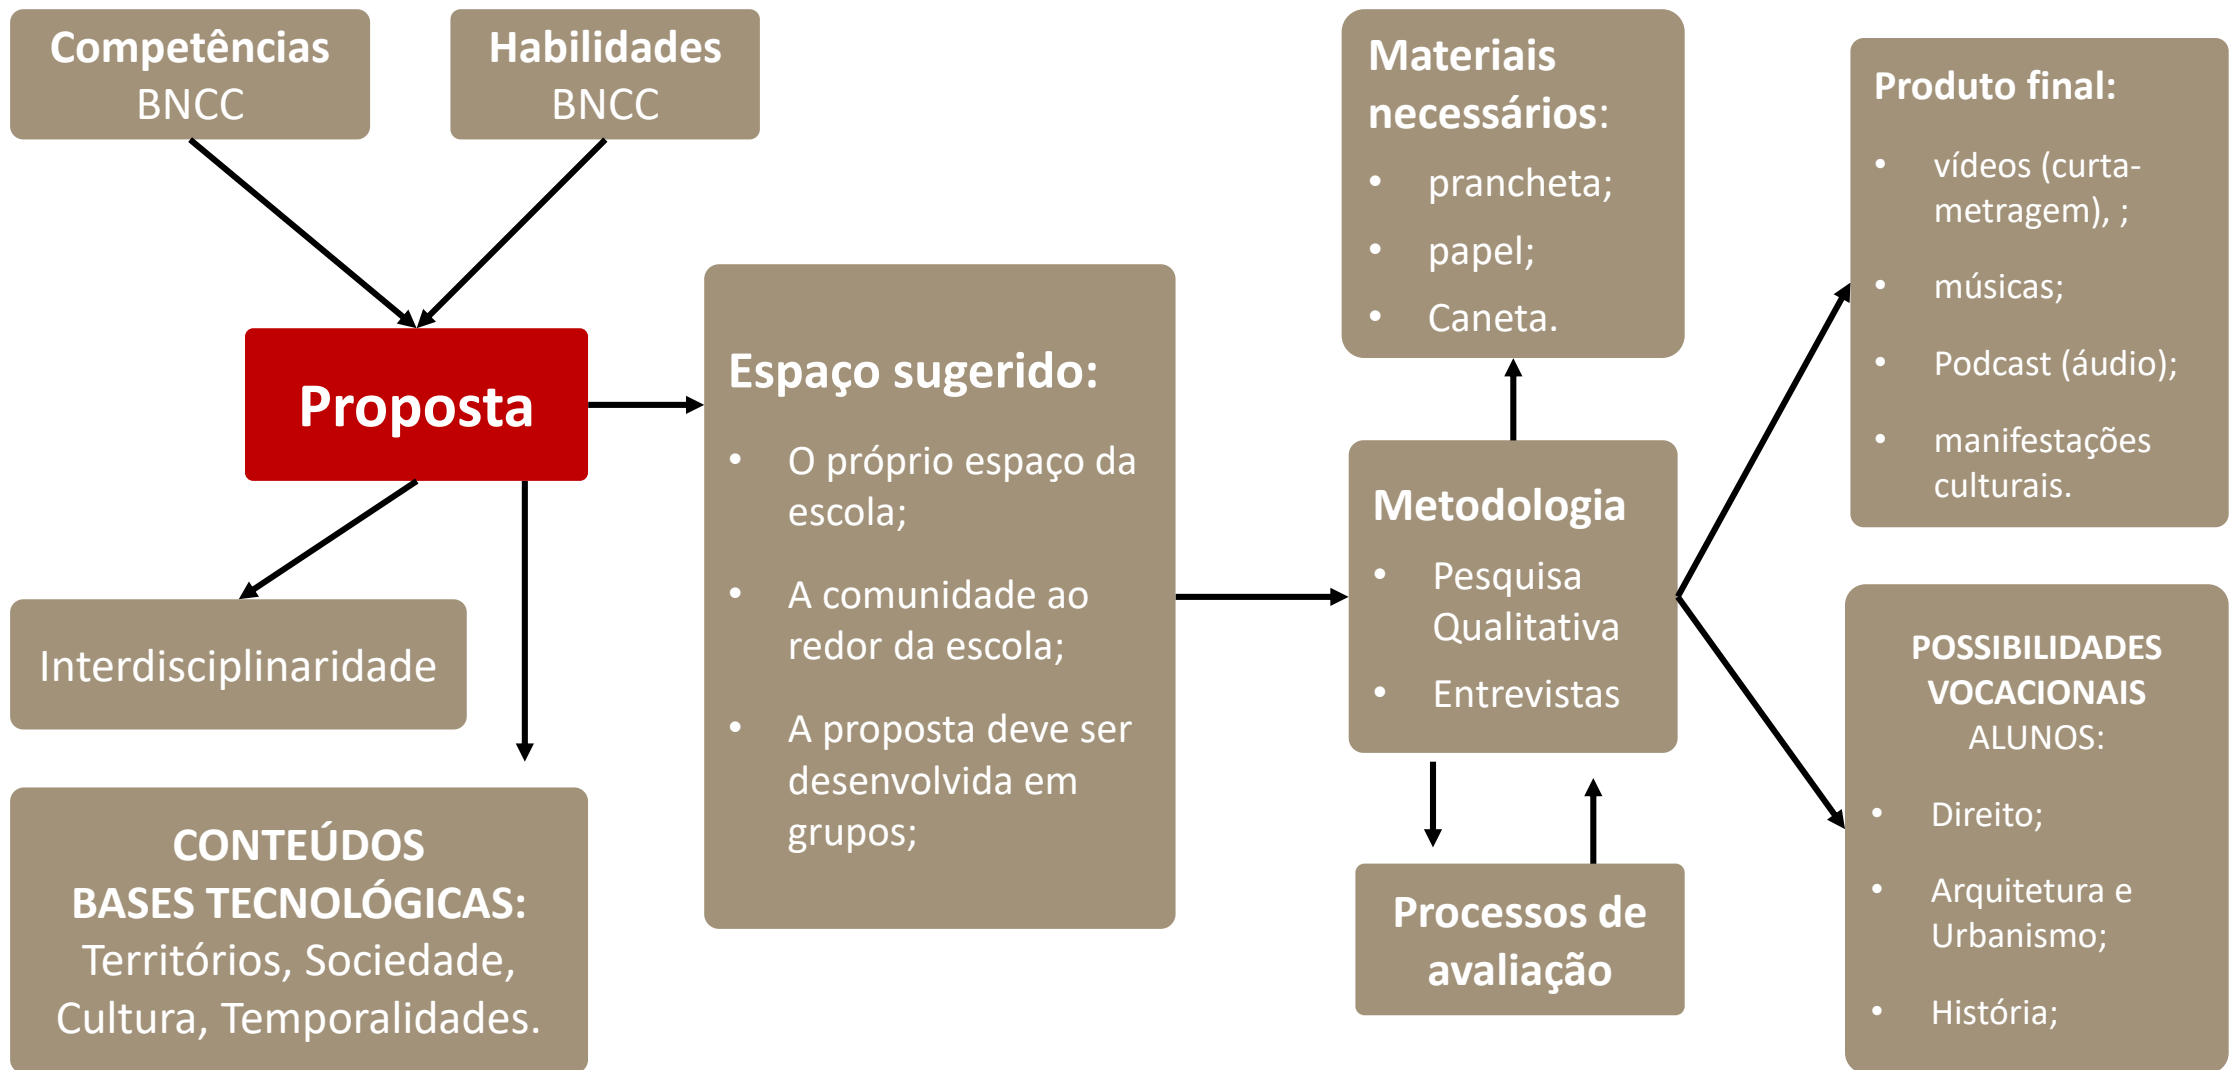 Competências
BNCC
Habilidades
BNCC
Proposta
Interdisciplinaridade
CONTEÚDOS
BASES TECNOLÓGICAS:
Territórios, Sociedade,
Cultura, Temporalidades.
Espaço sugerido:
• O próprio espaço da
escola;
• A comunidade ao
redor da escola;
• A proposta deve ser
desenvolvida em
grupos;
Materiais
necessários:
• prancheta;
• papel;
• Caneta.
Metodologia
• Pesquisa
Qualitativa
• Entrevistas
Processos de
avaliação
Produto final:
• vídeos (curta-
metragem), ;
• músicas;
• Podcast (áudio);
• manifestações
culturais.
POSSIBILIDADES
VOCACIONAIS
ALUNOS:
• Direito;
• Arquitetura e
Urbanismo;
• História;